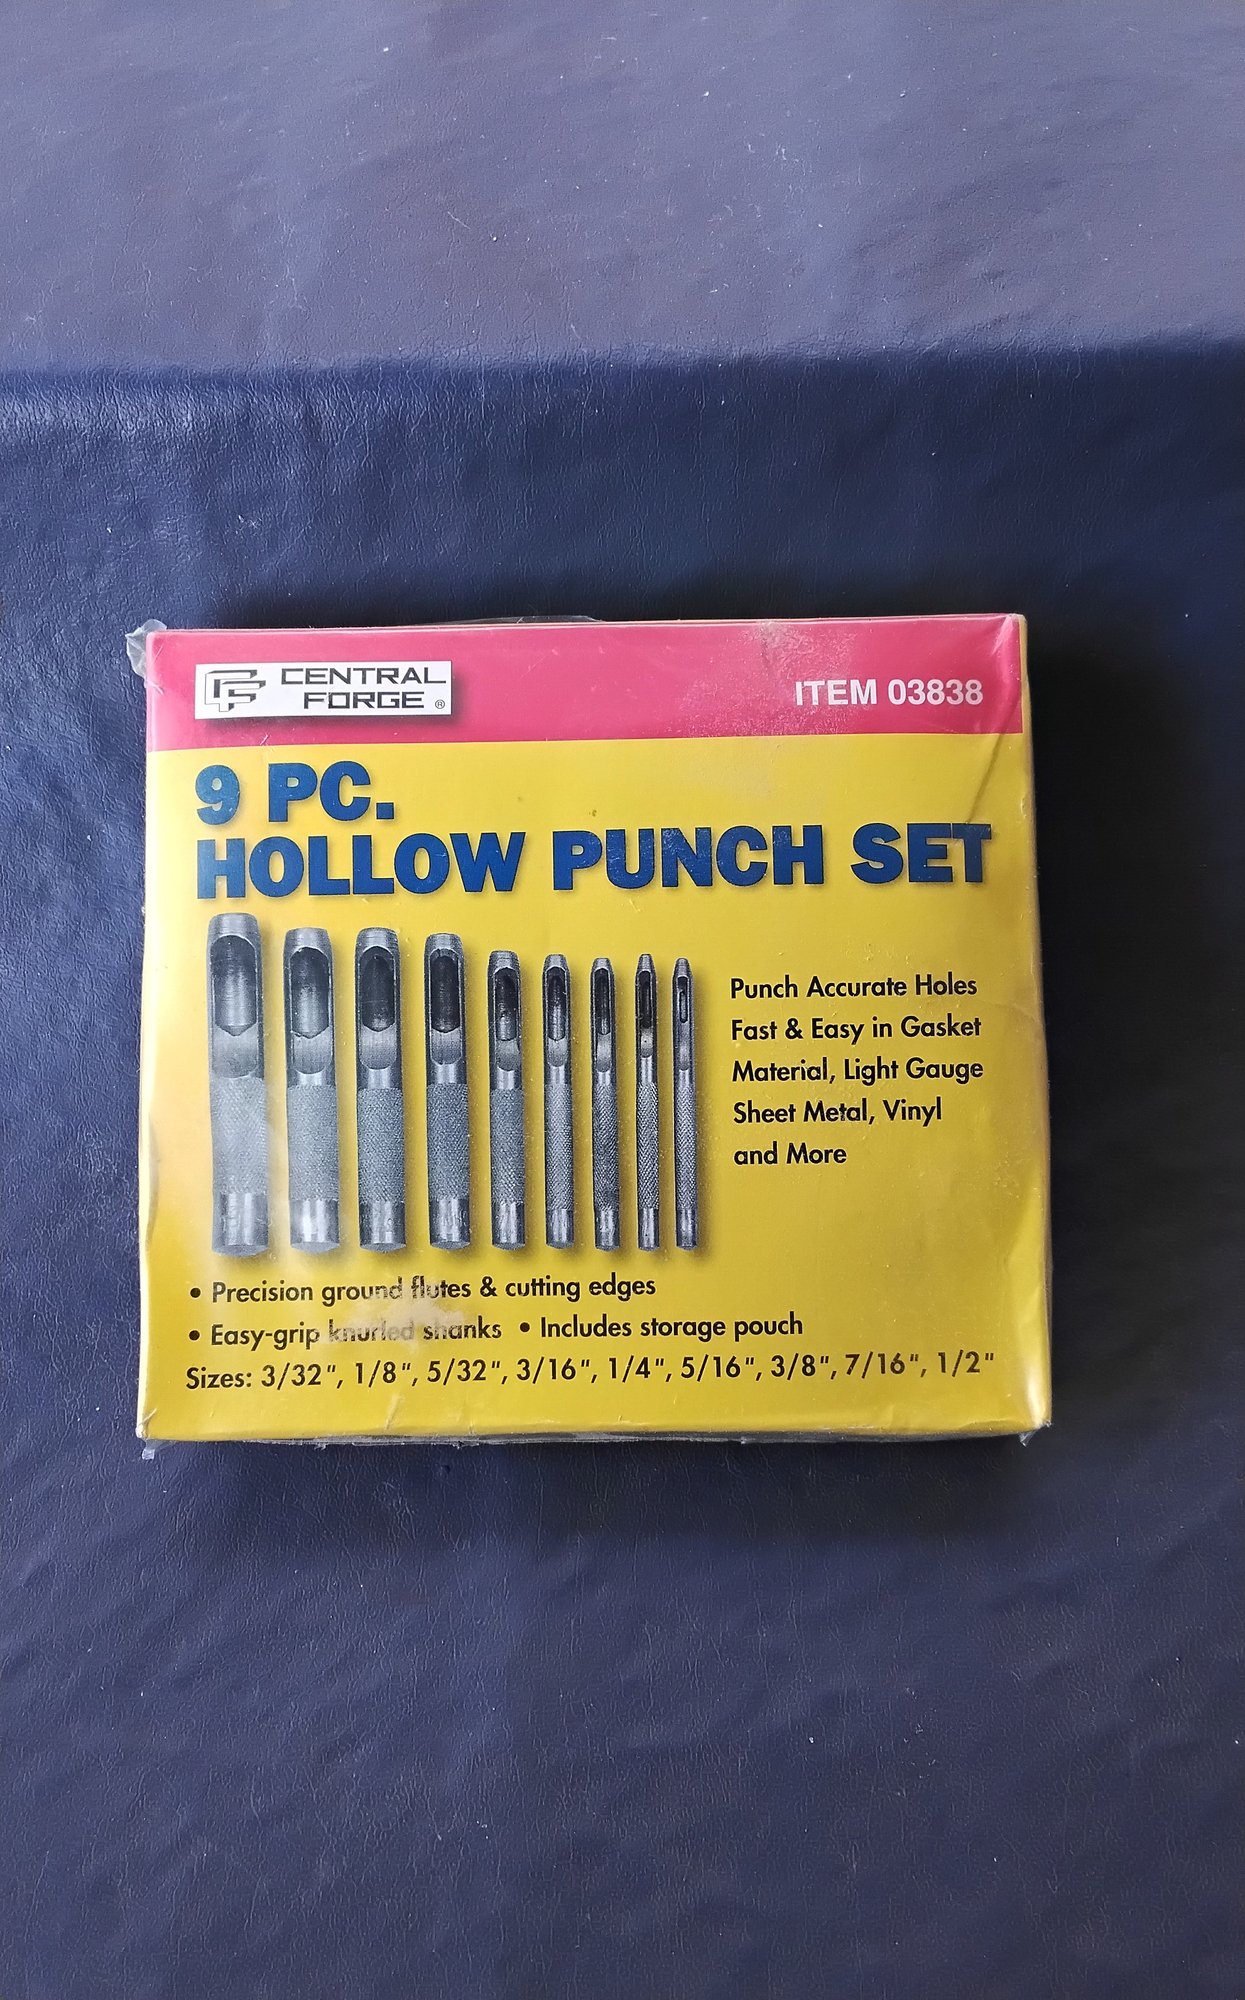 CF CENTRAL
FORGE ®
ITEM 03838
9 PC.
HOLLOW PUNCH SET
Punch Accurate Holes
Fast & Easy in Gasket
Material, Light Gauge
Sheet Metal, Vinyl
and More
• Precision ground flutes & cutting edges
• Easy-grip knurled shanks • Includes storage pouch
Sizes: 3/32", 1/8", 5/32", 3/16", 1/4", 5/16", 3/8", 7/16", 1/2"